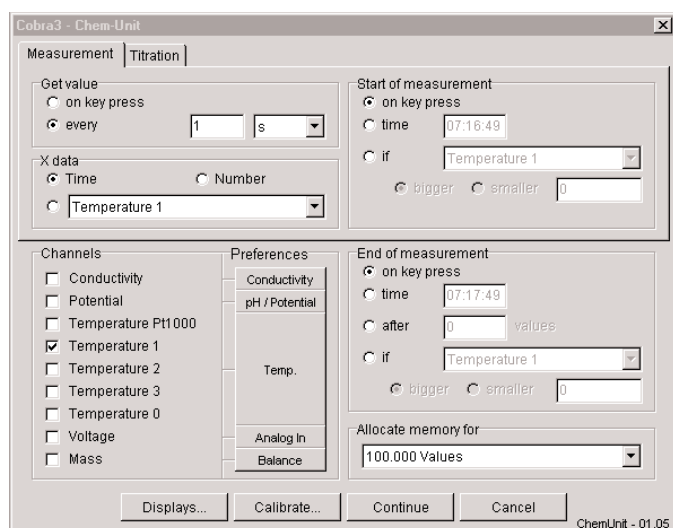 Cobra3 - Chem-Unit
Measurement
Titration
Get value
on key press
every 1 s
X data
Time Number
Temperature 1
Start of measurement
on key press
time 07:16:49
if Temperature 1
bigger smaller 0
Channels
Conductivity
Potential
Temperature Pt1000
Temperature 1
Temperature 2
Temperature 3
Temperature 0
Voltage
Mass
Preferences
Conductivity
pH / Potential
Temp.
Analog In
Balance
End of measurement
on key press
time 07:17:49
after 0 values
if Temperature 1
bigger smaller 0
Allocate memory for
100.000 Values
Displays... Calibrate... Continue Cancel
ChemUnit - 01.05